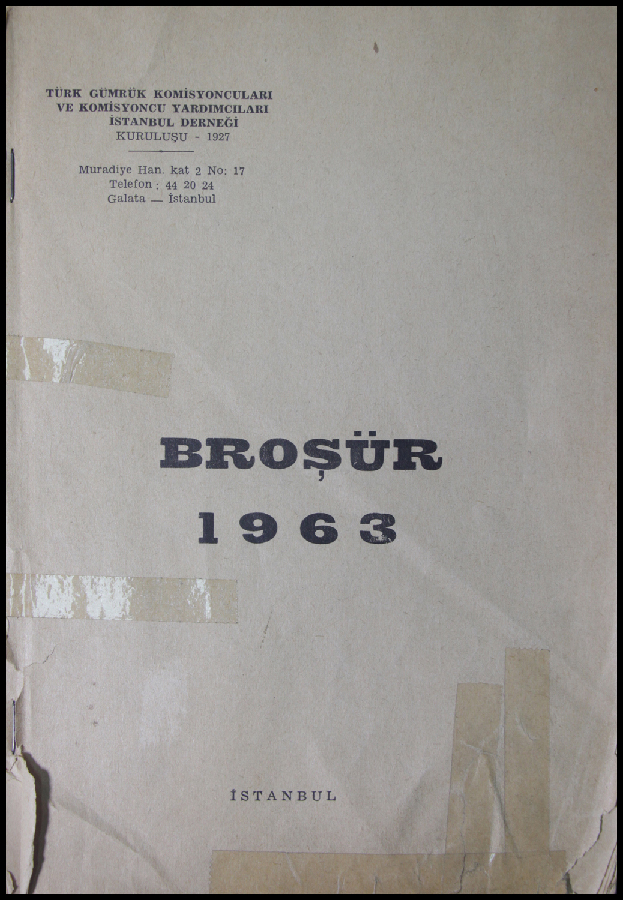 TÜRK GÜMRÜK KOMİSYONCULARI
VE KOMİSYONCU YARDIMCILARI
İSTANBUL DERNEĞİ
KURULUŞU - 1927
Muradiye Han. kat 2 No: 17
Telefon : 44 20 24
Galata — İstanbul
BROŞÜR
1963
İSTANBUL